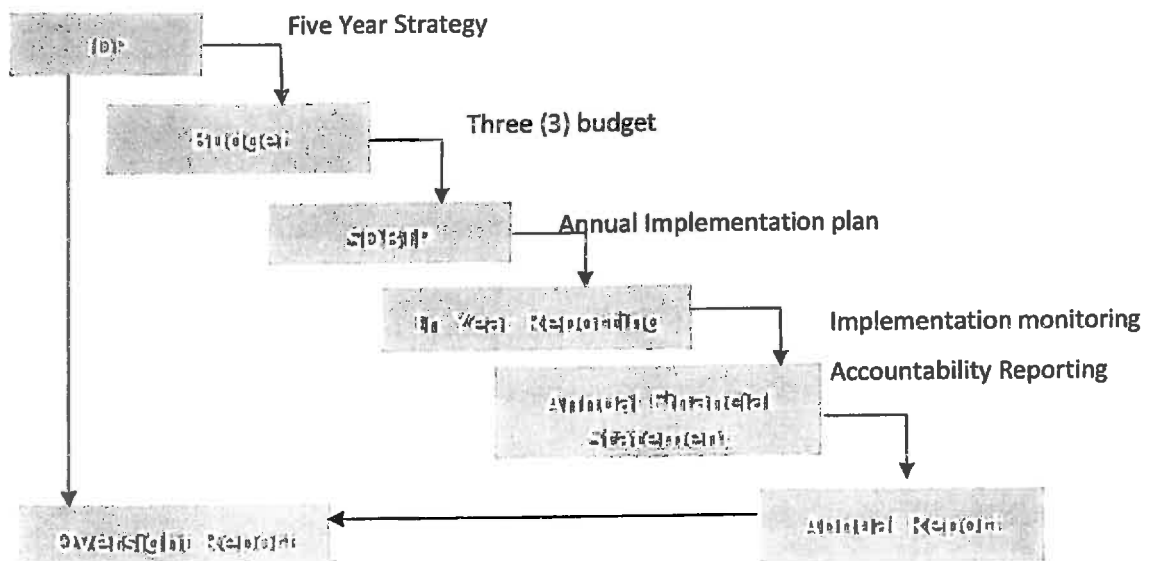 Five Year Strategy
IDP
Three (3) budget
Budget
Annual Implementation plan
SDBIP
In Year Reporting
Implementation monitoring
Accountability Reporting
Annual Financial
Statement
Annual Report
Oversight Report